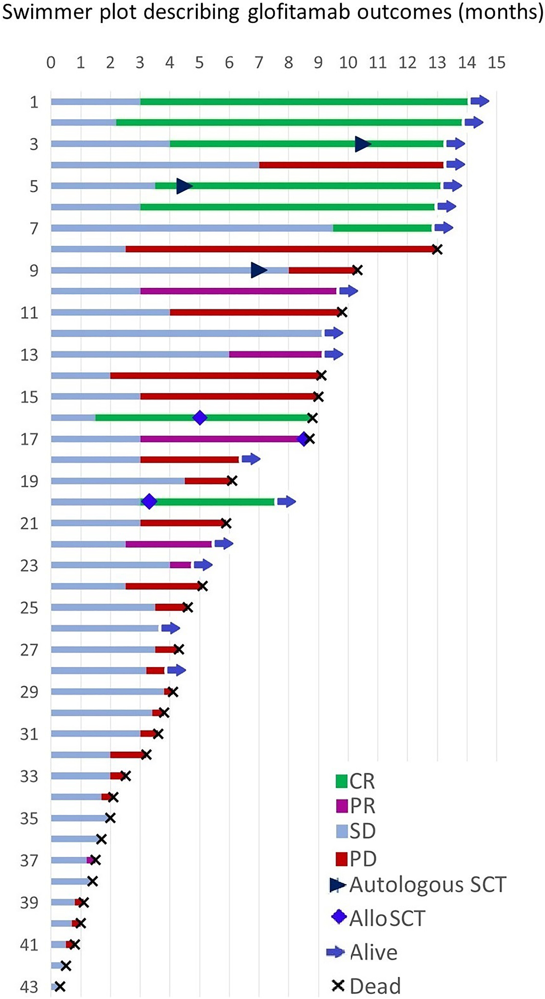 Swimmer plot describing glofitamab outcomes (months)
0 1 2 3 4 5 6 7 8 9 10 11 12 13 14 15
1
3
5
7
9
11
13
15
17
19
21
23
25
27
29
31
33
35
37
39
41
43
CR
PR
SD
PD
Autologous SCT
Allo SCT
Alive
Dead